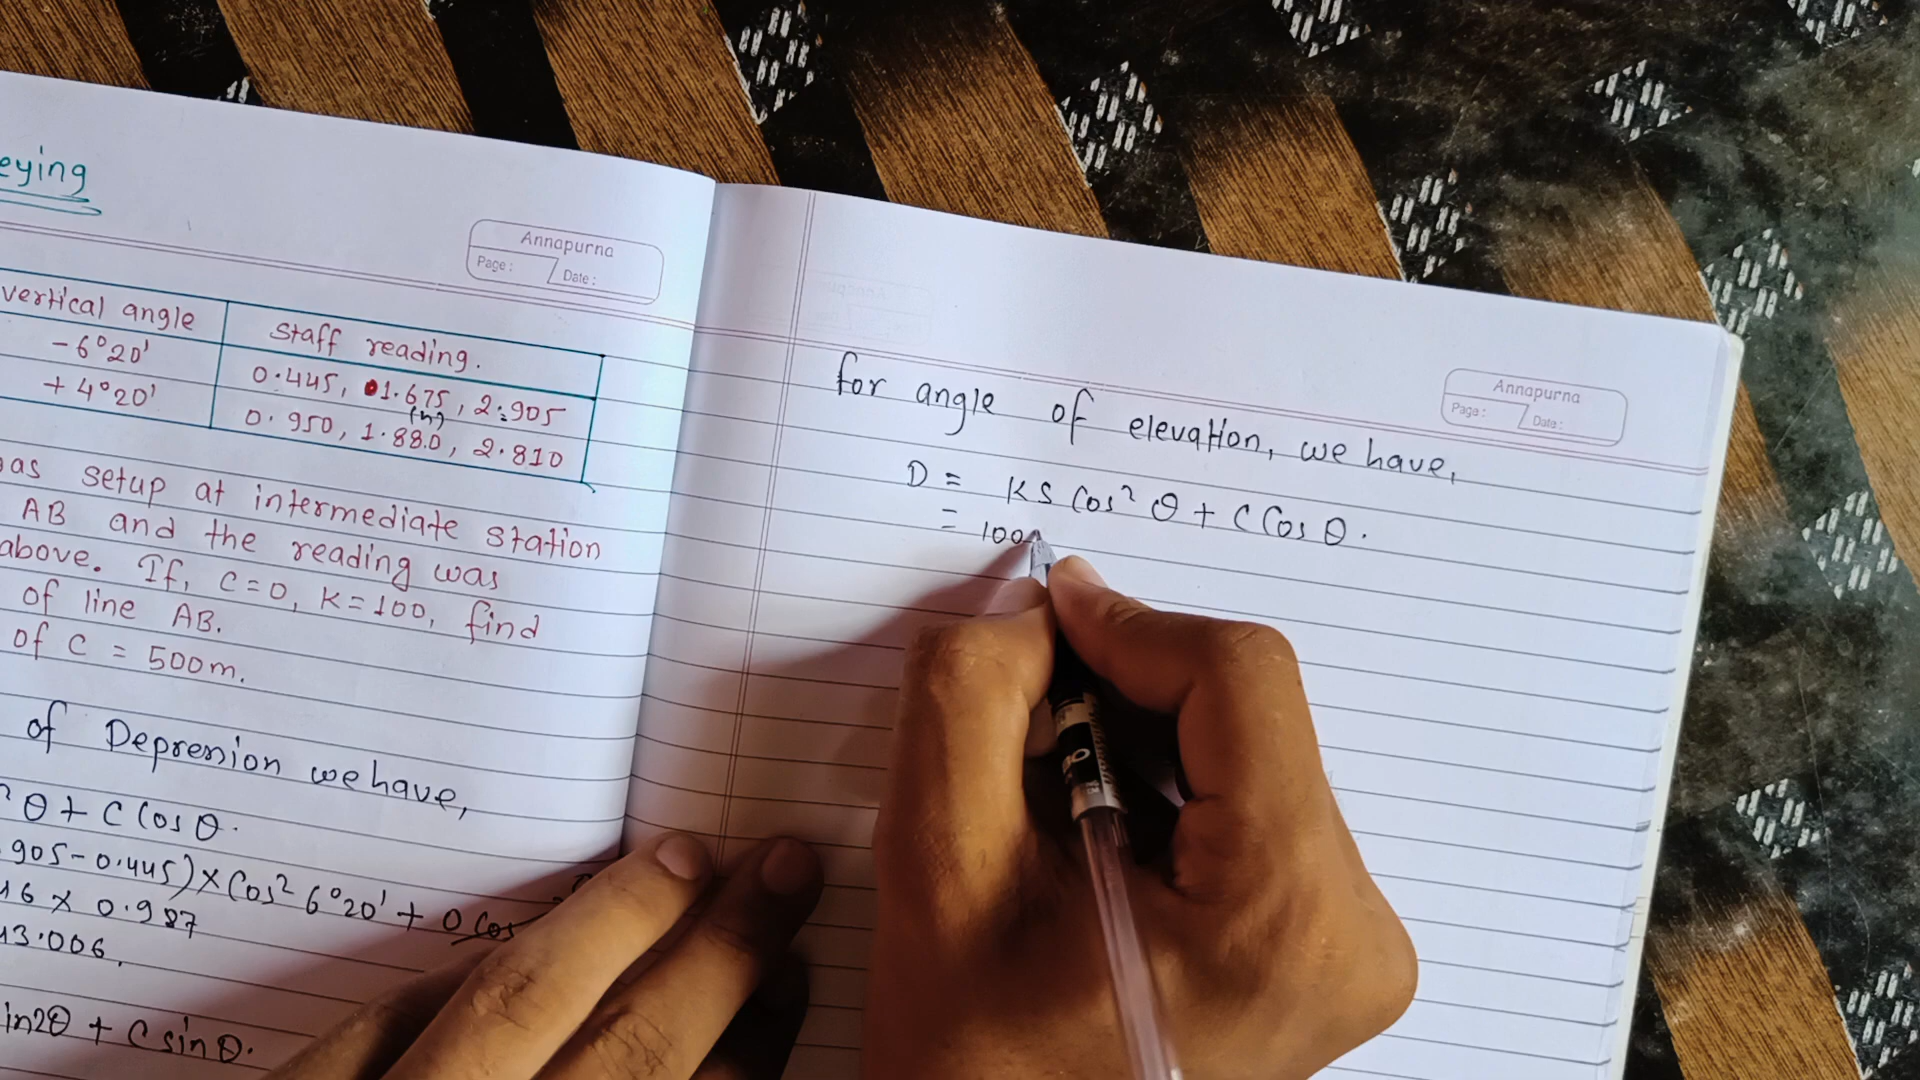 eying
Annapurna
Page :
Date :
vertical angle
staff reading.
-6°20'
0.445, 1.675, 2.905
+4°20'
(h)
0.950, 1.880, 2.810
as setup at intermediate station
AB and the reading was
above. If, C=0, K=100, find
of line AB.
of C = 500m.
of Depression we have,
² θ + C Cos θ.
905-0.445) × Cos² 6°20' + 0 Cos
16 × 0.987
13.006,
in2θ + C sin θ.
Annapurna
Page :
Date :
for angle of elevation, we have,
D = KS Cos² θ + C Cos θ.
= 100